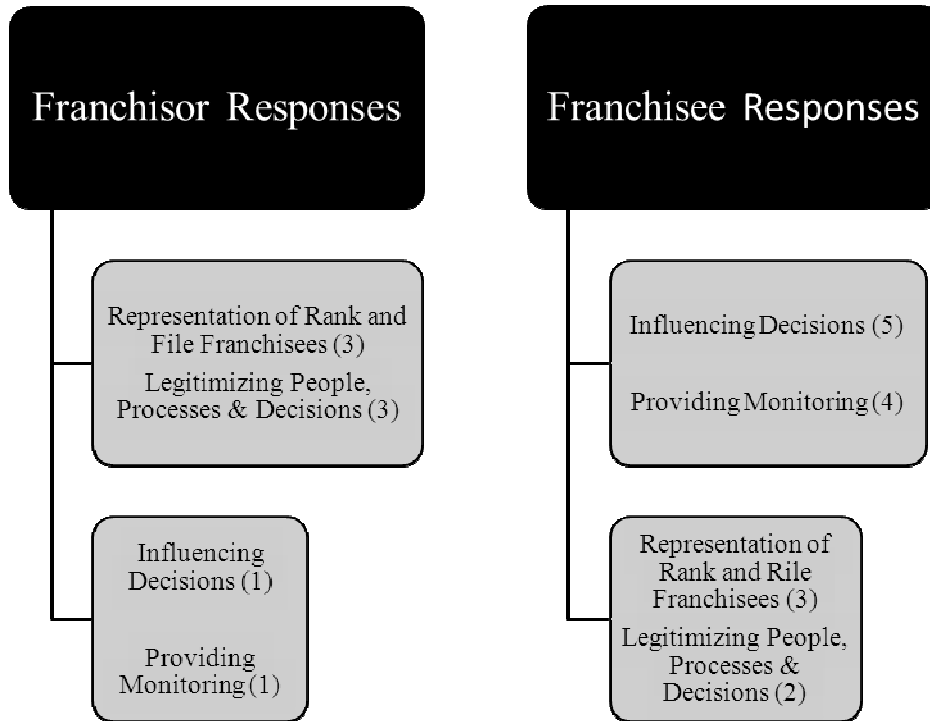 Franchisor Responses
Representation of Rank and
File Franchisees (3)
Legitimizing People,
Processes & Decisions (3)
Influencing
Decisions (1)
Providing
Monitoring (1)
Franchisee Responses
Influencing Decisions (5)
Providing Monitoring (4)
Representation of
Rank and Rile
Franchisees (3)
Legitimizing People,
Processes &
Decisions (2)